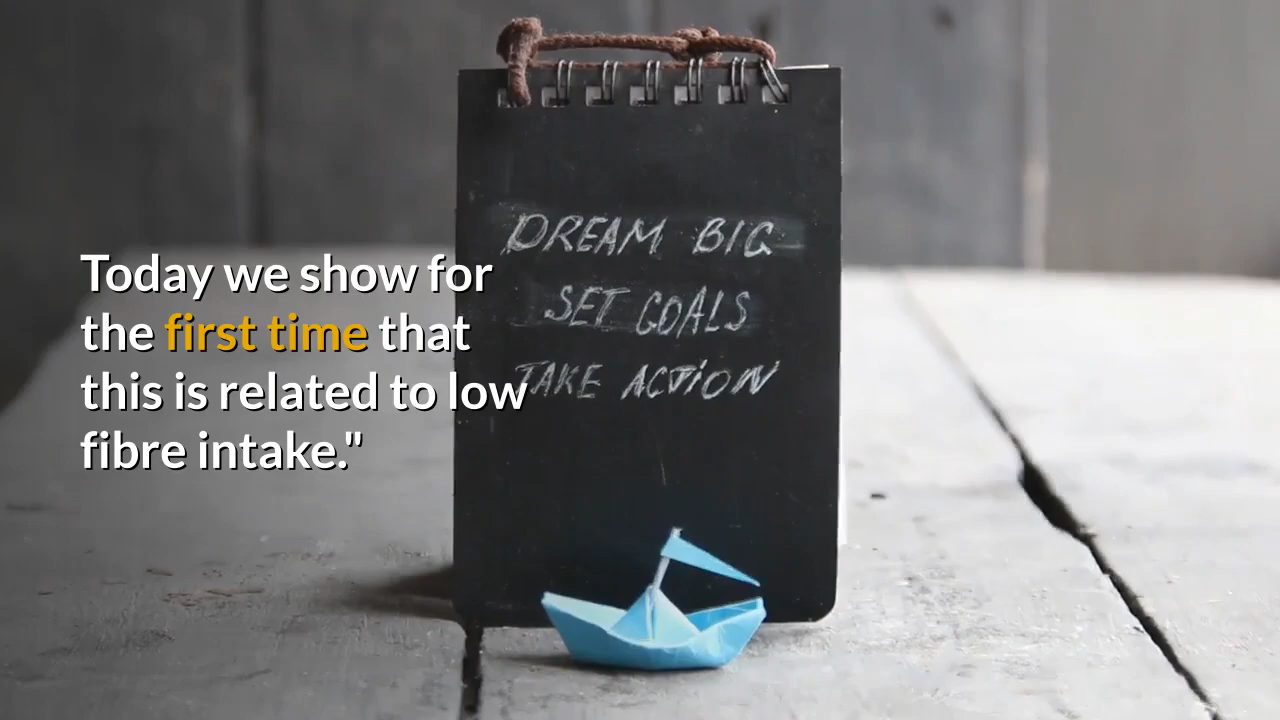 DREAM BIG
SET GOALS
TAKE ACTION
Today we show for
the first time that
this is related to low
fibre intake."